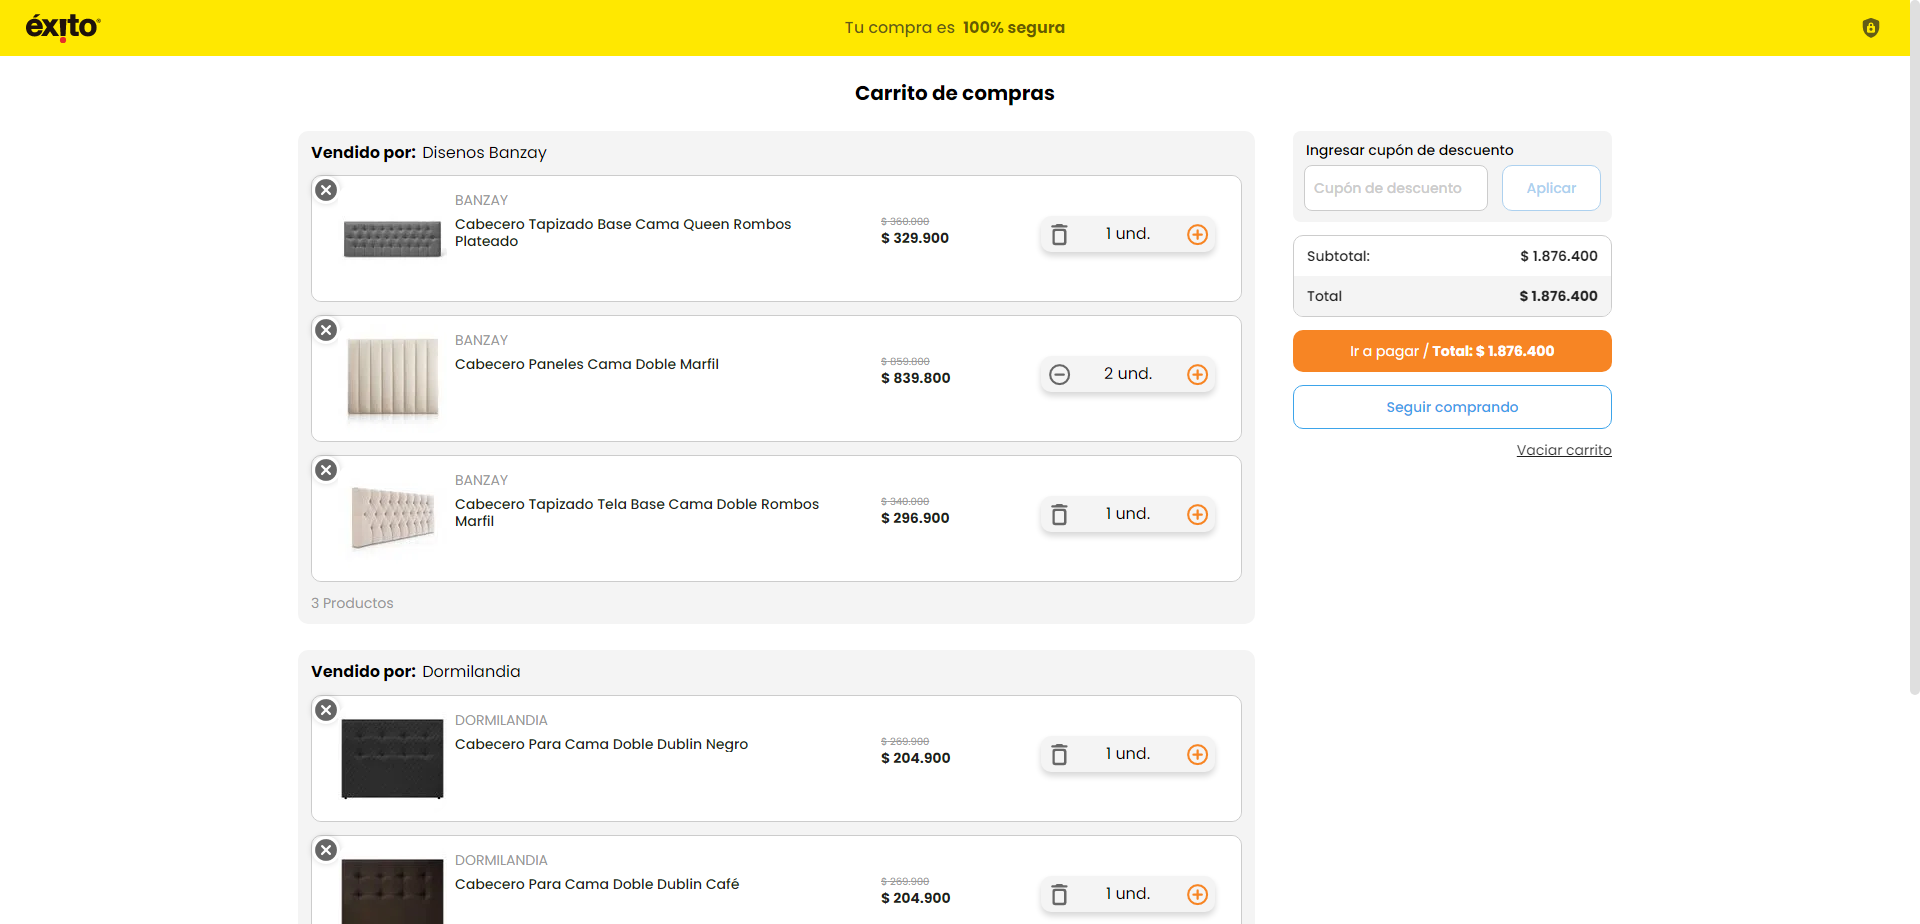 éxito
Tu compra es 100% segura
Carrito de compras
Vendido por: Disenos Banzay
BANZAY
Cabecero Tapizado Base Cama Queen Rombos
Plateado
$ 360.000
$ 329.900
1 und.
BANZAY
Cabecero Paneles Cama Doble Marfil
$ 859.800
$ 839.800
2 und.
BANZAY
Cabecero Tapizado Tela Base Cama Doble Rombos
Marfil
$ 340.000
$ 296.900
1 und.
3 Productos
Vendido por: Dormilandia
DORMILANDIA
Cabecero Para Cama Doble Dublin Negro
$ 269.900
$ 204.900
1 und.
DORMILANDIA
Cabecero Para Cama Doble Dublin Café
$ 269.900
$ 204.900
1 und.
Ingresar cupón de descuento
Cupón de descuento
Aplicar
Subtotal: $ 1.876.400
Total $ 1.876.400
Ir a pagar / Total: $ 1.876.400
Seguir comprando
Vaciar carrito